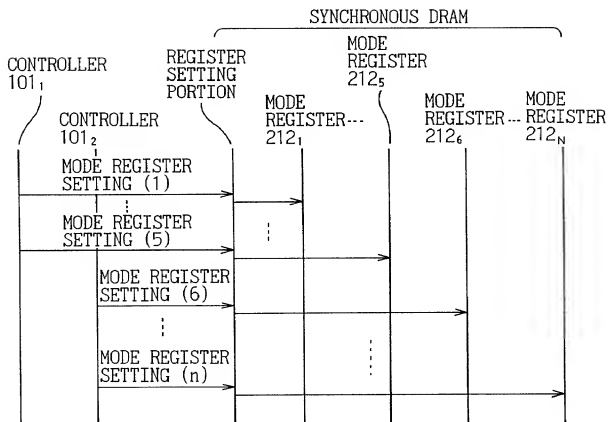 SYNCHRONOUS DRAM
CONTROLLER
101₁
REGISTER
SETTING
PORTION
MODE
REGISTER
212₅
CONTROLLER
101₂
MODE
REGISTER---
212₁
MODE
REGISTER--
212₆
MODE
REGISTER
212N
MODE REGISTER
SETTING (1)
MODE REGISTER
SETTING (5)
MODE REGISTER
SETTING (6)
MODE REGISTER
SETTING (n)